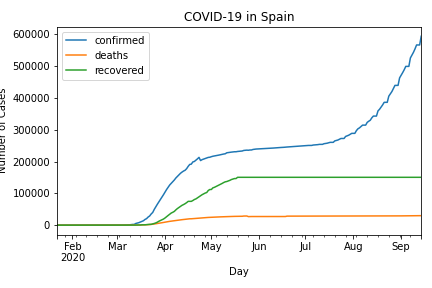 COVID-19 in Spain
600000
500000
400000
300000
200000
100000
0
confirmed
deaths
recovered
Number of Cases
Feb Mar Apr May Jun Jul Aug Sep
2020
Day